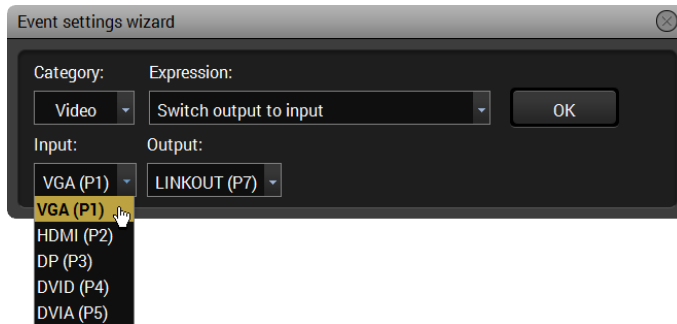 Event settings wizard
Category: Expression:
Video Switch output to input OK
Input: Output:
VGA (P1) LINKOUT (P7)
VGA (P1)
HDMI (P2)
DP (P3)
DVID (P4)
DVIA (P5)